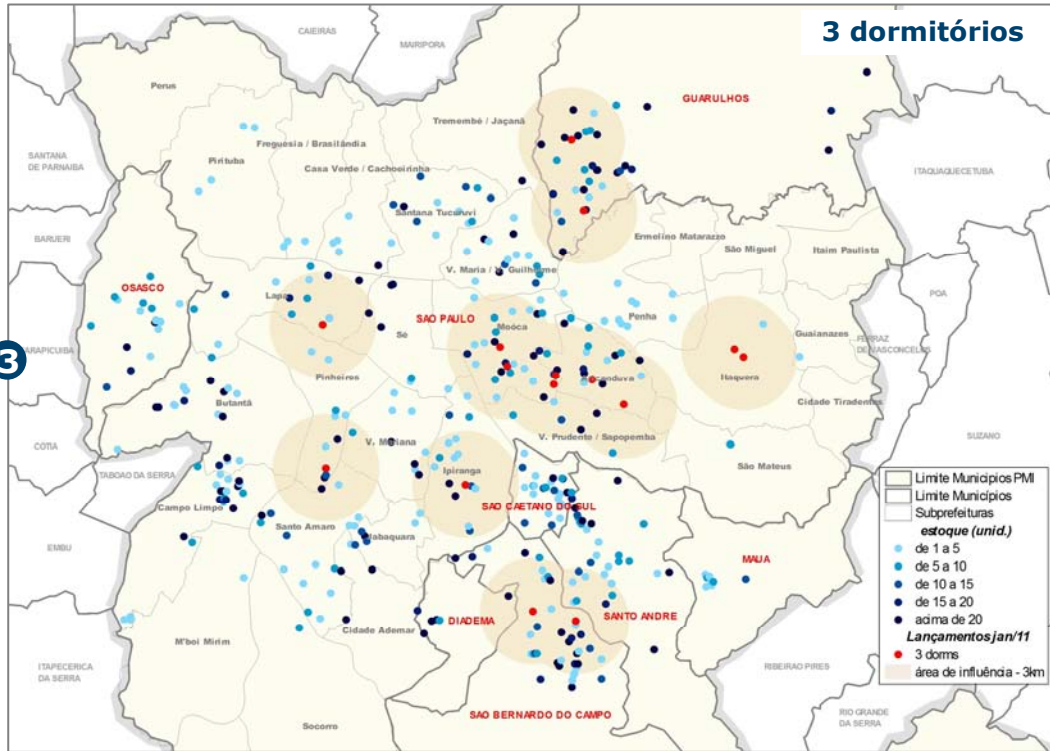 3 dormitórios
CAIEIRAS
MAIRIPORA
Perus
GUARULHOS
Tremembé / Jaçanã
Freguesia / Brasilândia
SANTANA
DE PARNAIBA
Pirituba
Casa Verde / Cachoeirinha
ITAQUAQUECETUBA
Santana Tucuruvi
BARUERI
Ermelino Matarazzo
São Miguel
Itaim Paulista
V. Maria / V. Guilherme
OSASCO
Lapa
POA
SAO PAULO
Moóca
Penha
Sé
Guaianazes
3
CARAPICUIBA
FERRAZ
DE VASCONCELOS
Pinheiros
Aricanduva
Itaquera
Butantã
Cidade Tiradentes
V. Mariana
V. Prudente / Sapopemba
SUZANO
COTIA
TABOAO DA SERRA
Ipiranga
São Mateus
Campo Limpo
SAO CAETANO DO SUL
Santo Amaro
Jabaquara
EMBU
MAUA
DIADEMA
SANTO ANDRE
Cidade Ademar
M'boi Mirim
ITAPECERICA
DA SERRA
RIBEIRAO PIRES
SAO BERNARDO DO CAMPO
Socorro
RIO GRANDE
DA SERRA
Limite Municípios PMI
Limite Municípios
Subprefeituras
estoque (unid.)
de 1 a 5
de 5 a 10
de 10 a 15
de 15 a 20
acima de 20
Lançamentos jan/11
3 dorms
área de influência - 3km